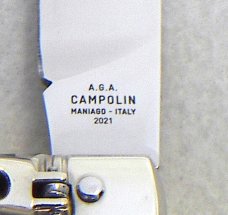 A.G.A.
CAMPOLIN
MANIAGO - ITALY
2021